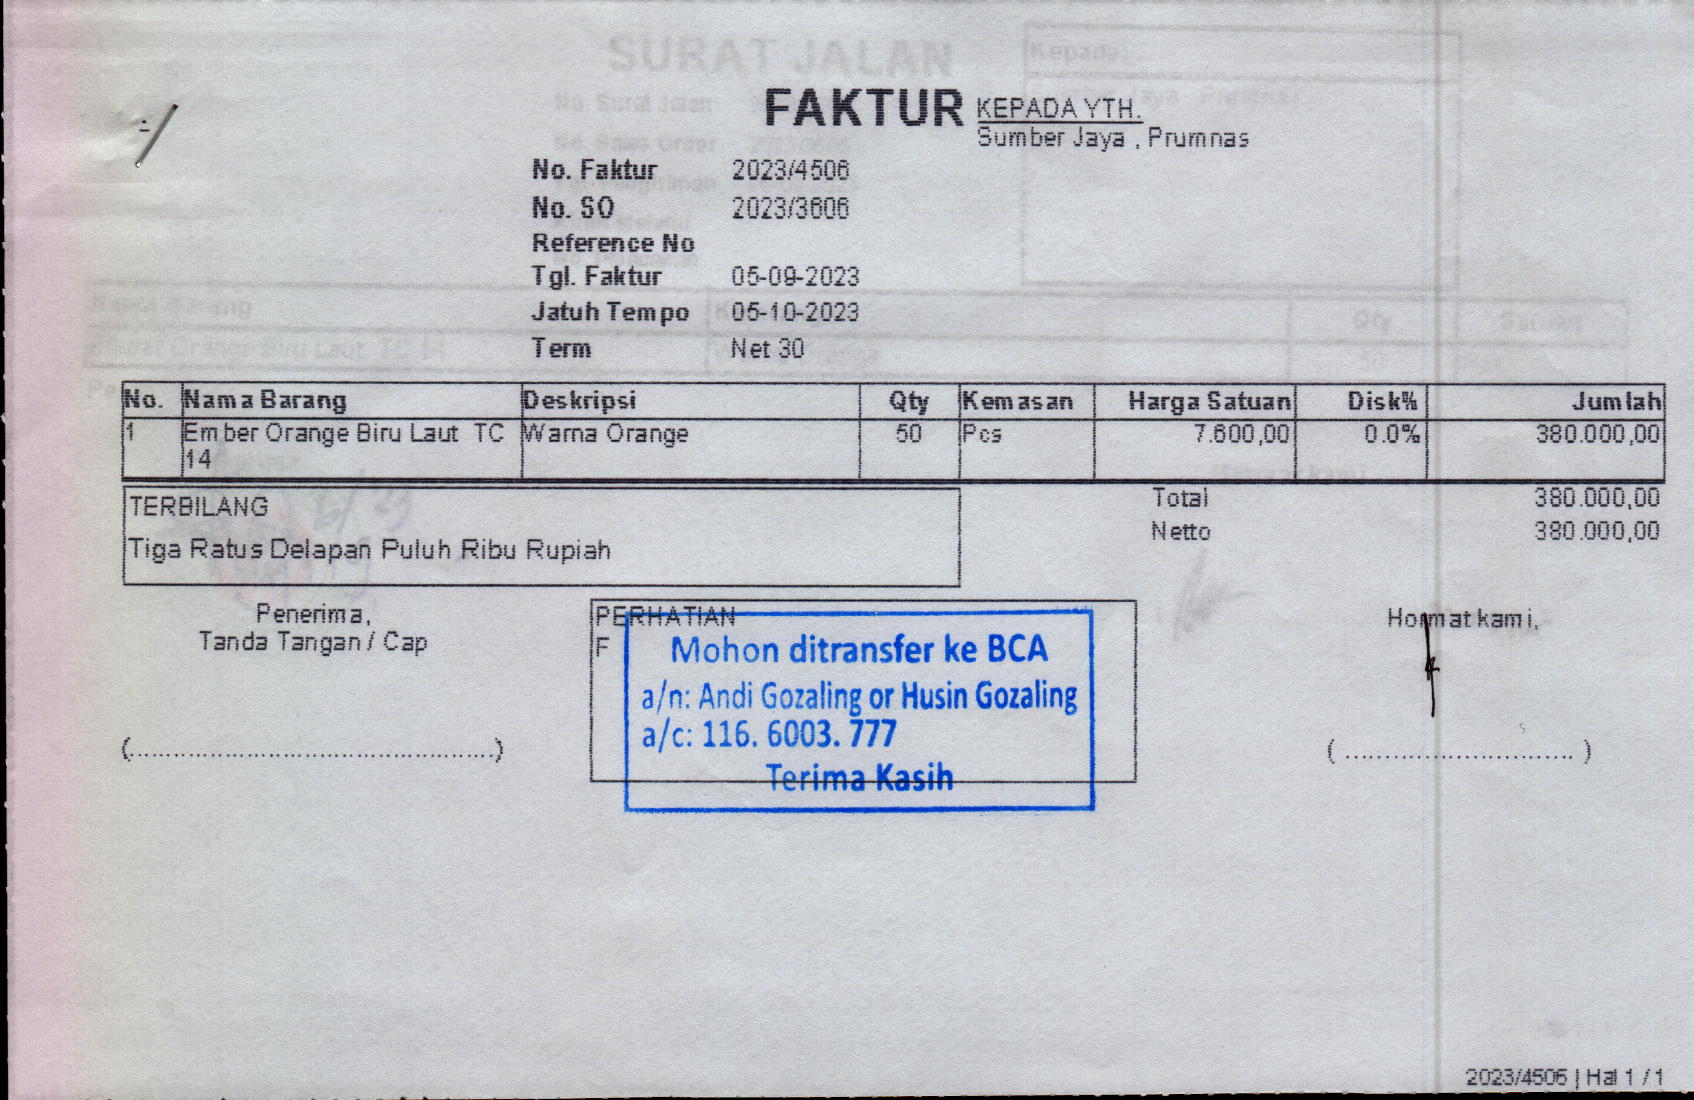 SURAT JALAN
Kepada
FAKTUR
KEPADA YTH.
Sumber Jaya , Prumnas
No. Faktur 2023/4506
No. SO 2023/3606
Reference No
Tgl. Faktur 05-09-2023
Jatuh Tempo 05-10-2023
Term Net 30
No. Nama Barang Deskripsi Qty Kemasan Harga Satuan Disk% Jumlah
1 Ember Orange Biru Laut TC Warna Orange 50 Pcs 7.600,00 0.0% 380.000,00
14
TERBILANG
Tiga Ratus Delapan Puluh Ribu Rupiah
Total 380.000,00
Netto 380.000,00
Penerima,
Tanda Tangan / Cap
PERHATIAN
F
Mohon ditransfer ke BCA
a/n: Andi Gozaling or Husin Gozaling
a/c: 116. 6003. 777
Terima Kasih
Hormat kami,
(................................................)
( ............................. )
2023/4506 | Hal 1 / 1